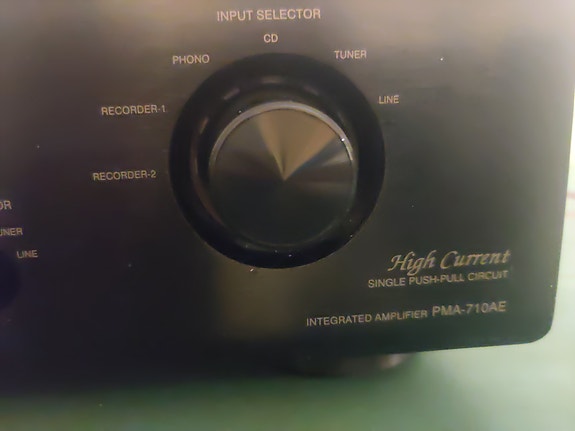 INPUT SELECTOR
CD
PHONO
TUNER
RECORDER-1
LINE
RECORDER-2
LINE
High Current
SINGLE PUSH-PULL CIRCUIT
INTEGRATED AMPLIFIER PMA-710AE